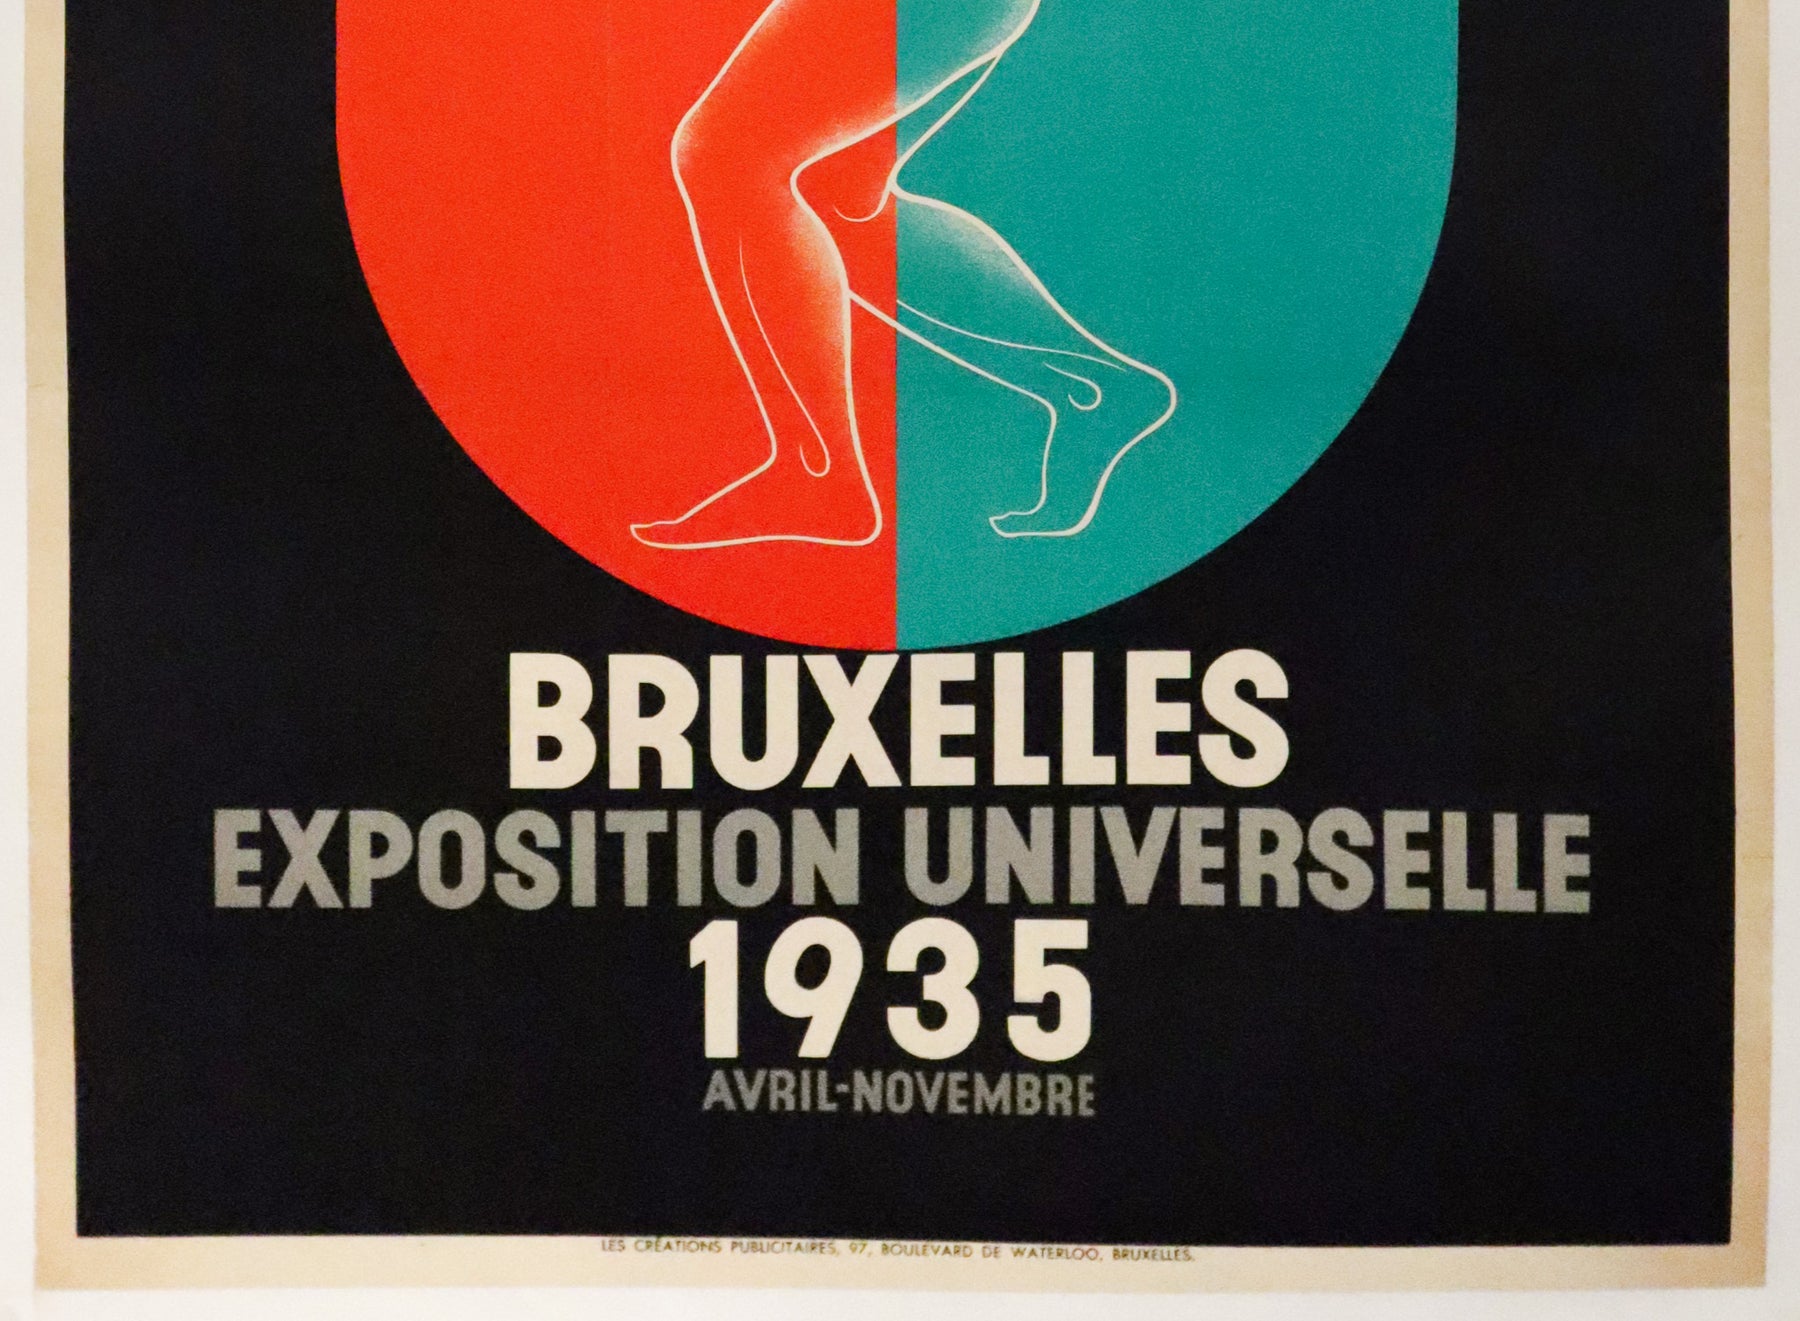 BRUXELLES
EXPOSITION UNIVERSELLE
1935
AVRIL-NOVEMBRE
LES CRÉATIONS PUBLICITAIRES, 97, BOULEVARD DE WATERLOO, BRUXELLES.